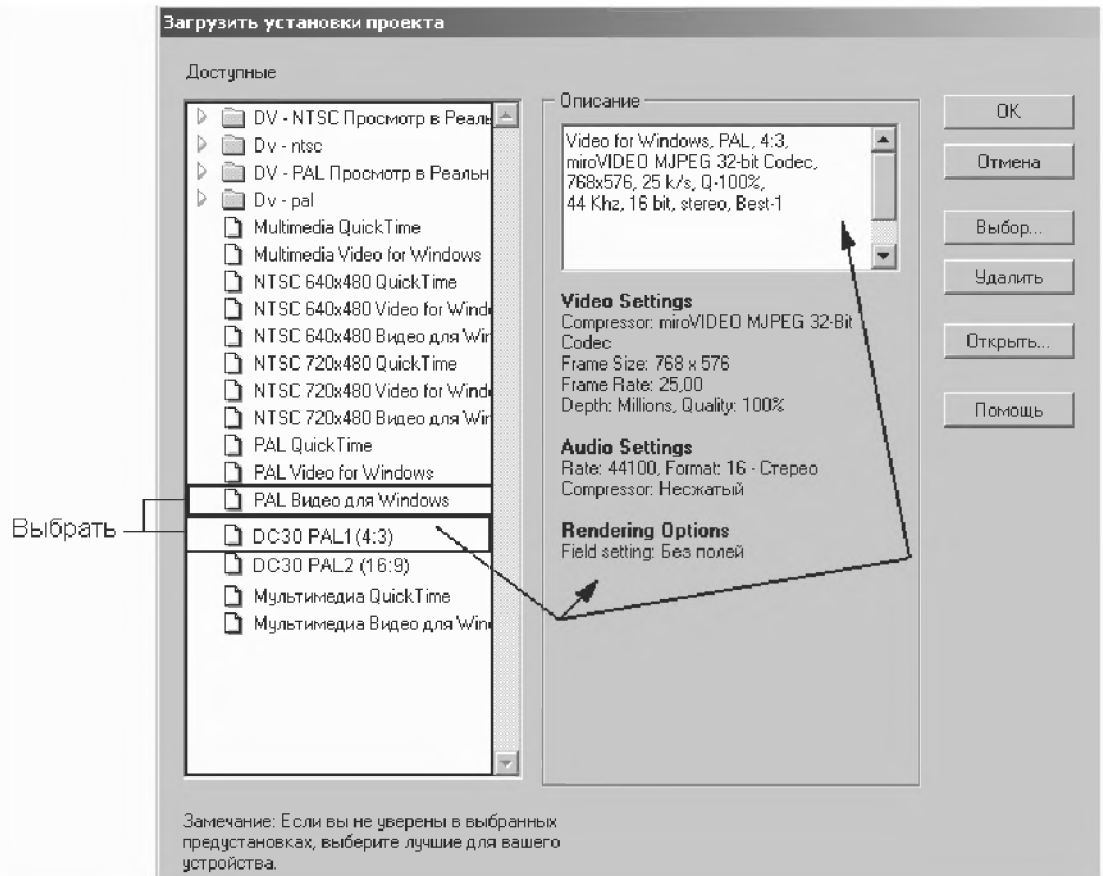 Загрузить установки проекта
Доступные
DV - NTSC Просмотр в Реаль
Dv - ntsc
DV - PAL Просмотр в Реальн
Dv - pal
Multimedia QuickTime
Multimedia Video for Windows
NTSC 640x480 QuickTime
NTSC 640x480 Video for Windo
NTSC 640x480 Видео для Wir
NTSC 720x480 QuickTime
NTSC 720x480 Video for Windo
NTSC 720x480 Видео для Wir
PAL QuickTime
PAL Video for Windows
PAL Видео для Windows
DC30 PAL1 (4:3)
DC30 PAL2 (16:9)
Мультимедиа QuickTime
Мультимедиа Видео для Wind
Выбрать
Описание
Video for Windows, PAL, 4:3,
miroVIDEO MJPEG 32-bit Codec,
768x576, 25 k/s, Q-100%,
44 Khz, 16 bit, stereo, Best-1
Video Settings
Compressor: miroVIDEO MJPEG 32-Bit
Codec
Frame Size: 768 x 576
Frame Rate: 25,00
Depth: Millions, Quality: 100%
Audio Settings
Rate: 44100, Format: 16 - Стерео
Compressor: Несжатый
Rendering Options
Field setting: Без полей
OK
Отмена
Выбор...
Удалить
Открыть...
Помощь
Замечание: Если вы не уверены в выбранных
предустановках, выберите лучшие для вашего
устройства.